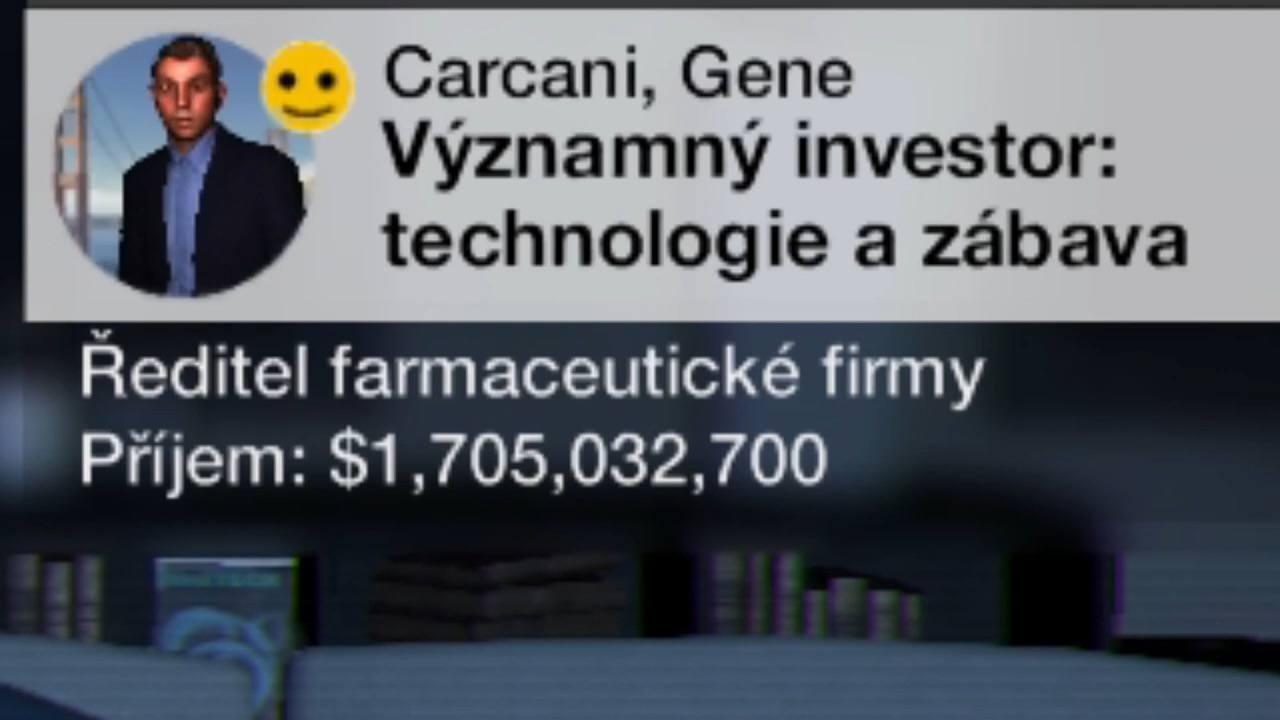 Carcani, Gene
Významný investor:
technologie a zábava
Ředitel farmaceutické firmy
Příjem: $1,705,032,700